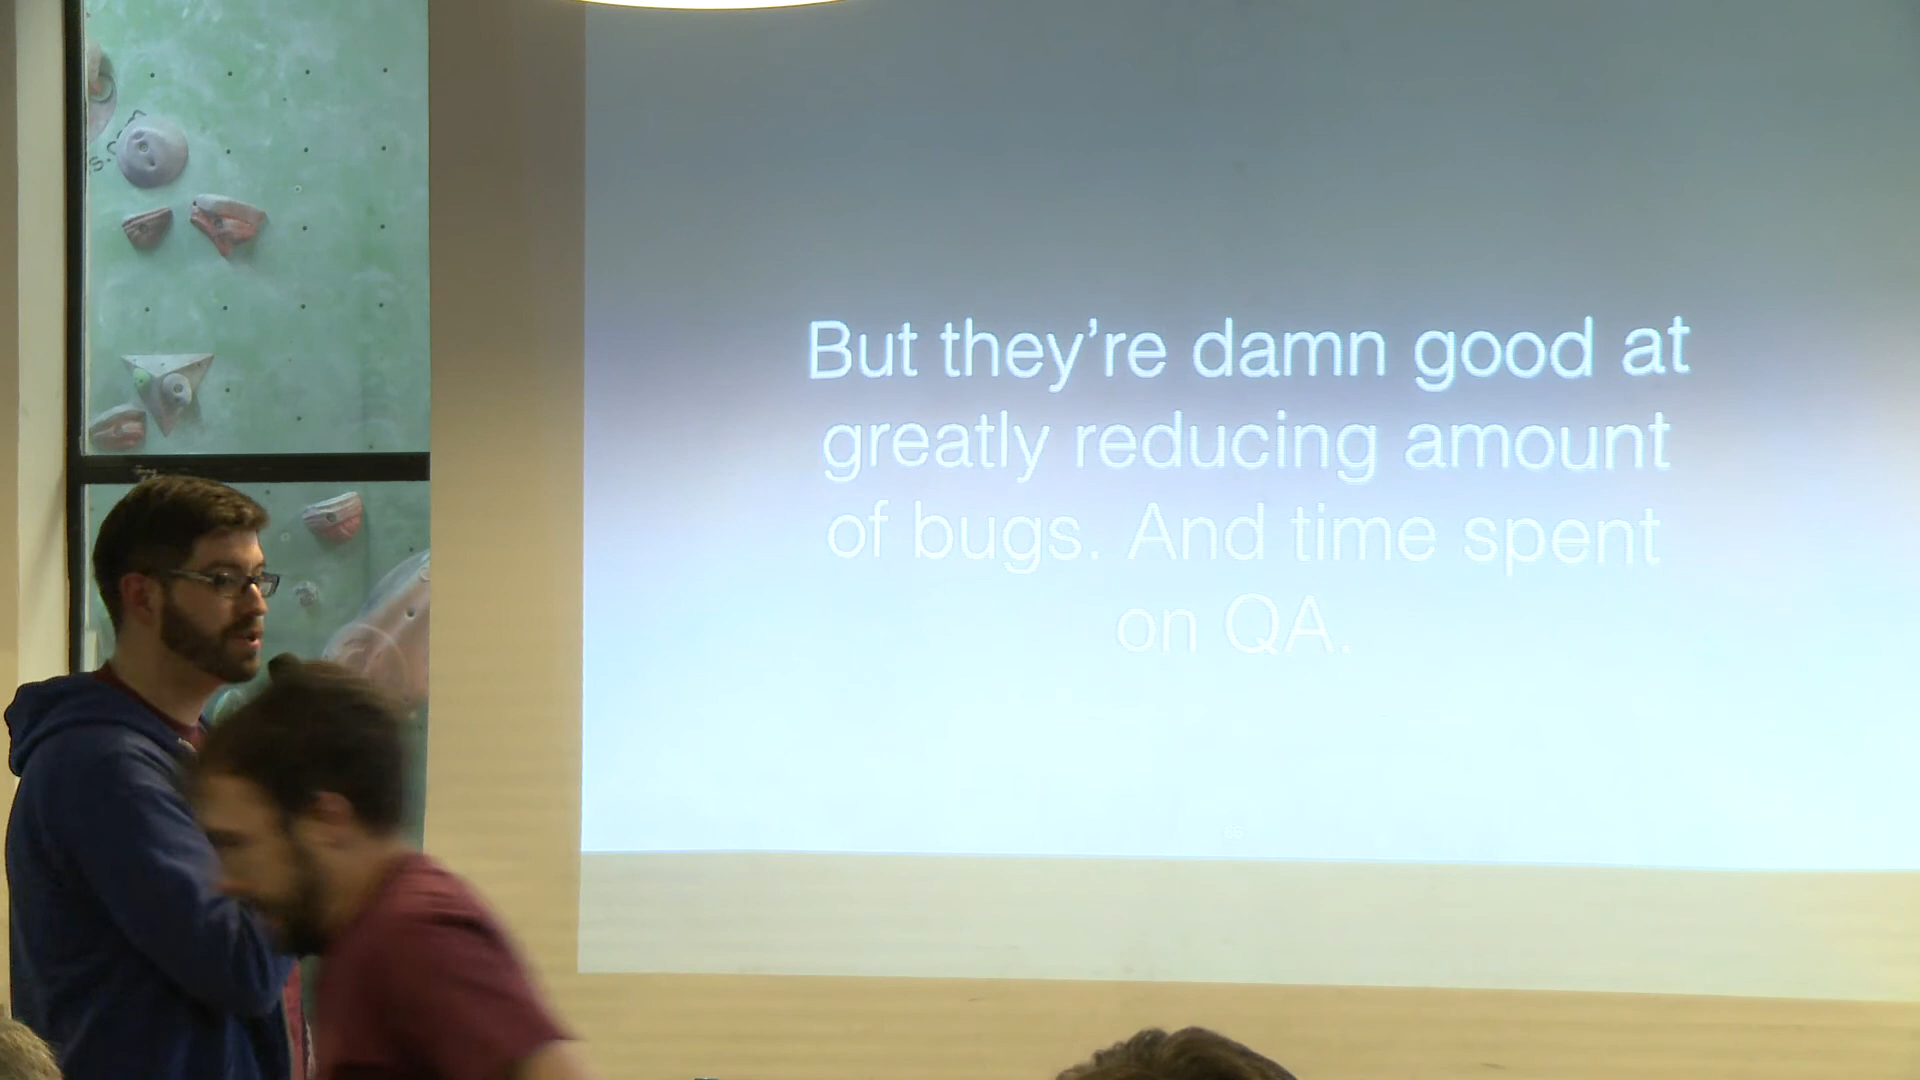 But they're damn good at
greatly reducing amount
of bugs. And time spent
on QA.